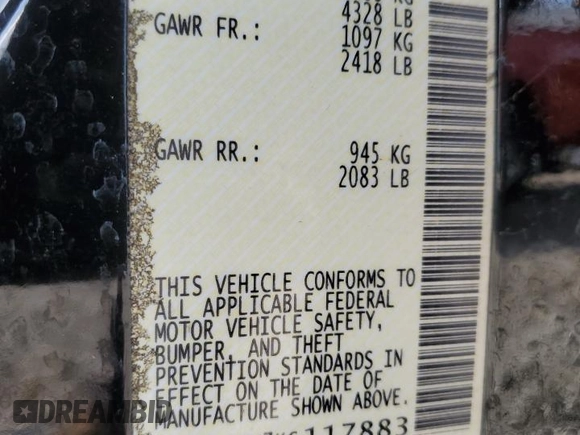 4328 LB
GAWR FR.: 1097 KG
2418 LB
GAWR RR.: 945 KG
2083 LB
THIS VEHICLE CONFORMS TO
ALL APPLICABLE FEDERAL
MOTOR VEHICLE SAFETY,
BUMPER, AND THEFT
PREVENTION STANDARDS IN
EFFECT ON THE DATE OF
MANUFACTURE SHOWN ABOVE.
117883
DREAMBID